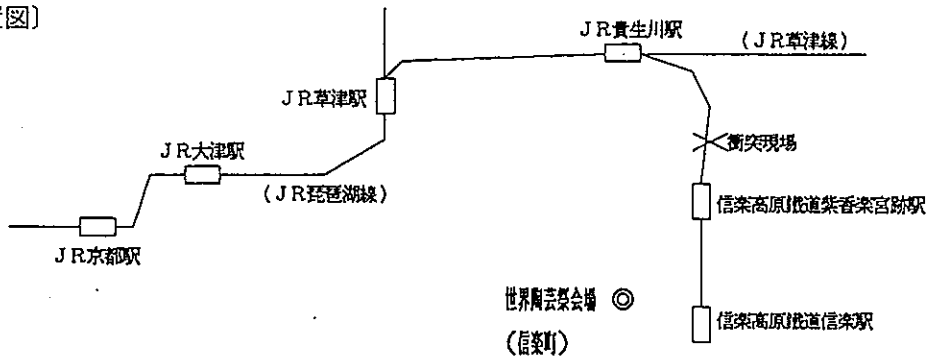 置図〕
ＪＲ貴生川駅
（ＪＲ草津線）
ＪＲ草津駅
衝突現場
ＪＲ大津駅
（ＪＲ琵琶湖線）
信楽高原鐵道紫香楽宮跡駅
ＪＲ京都駅
世界陶芸祭会場 ◎
（信楽町）
信楽高原鐵道信楽駅